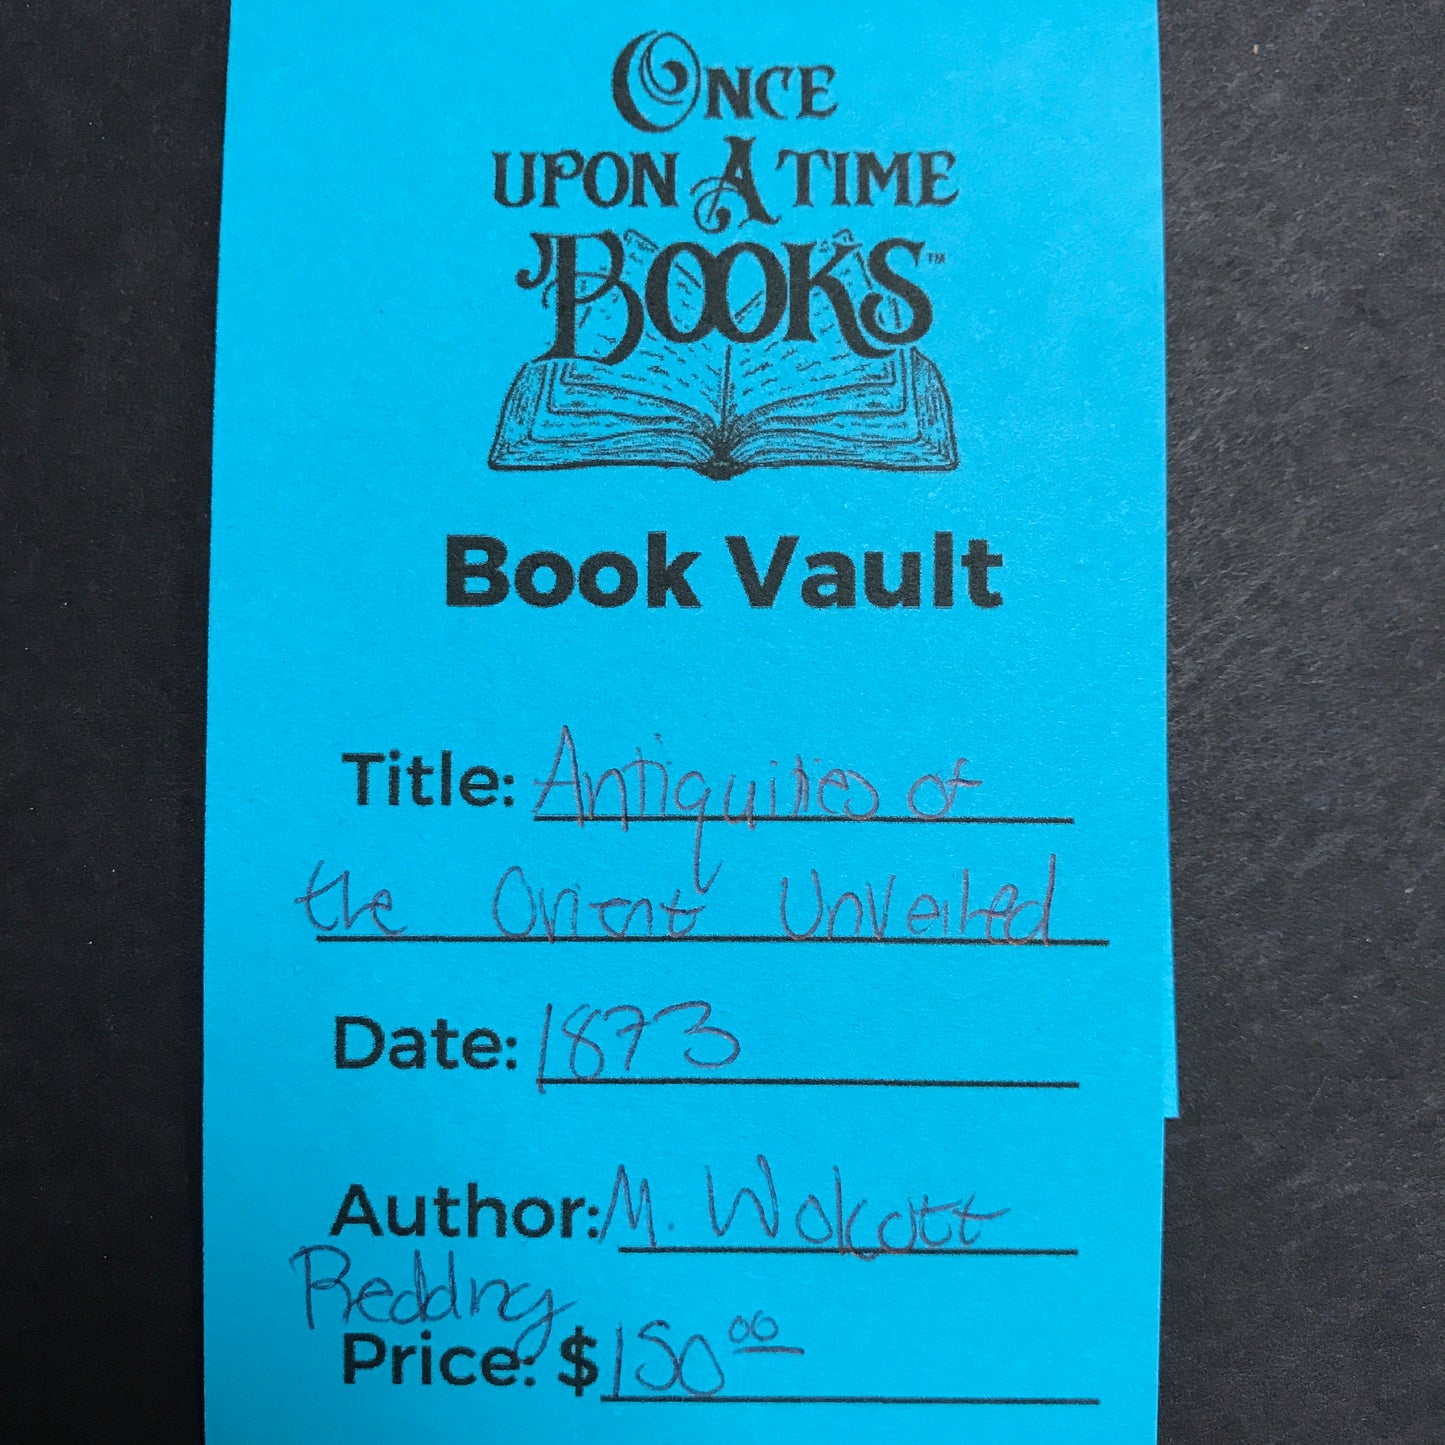 ONCE
UPON A TIME
BOOKS™
Book Vault
Title: Antiquities of
the Orient Unveiled
Date: 1873
Author: M. Wolcott
Redding
Price: $150.00